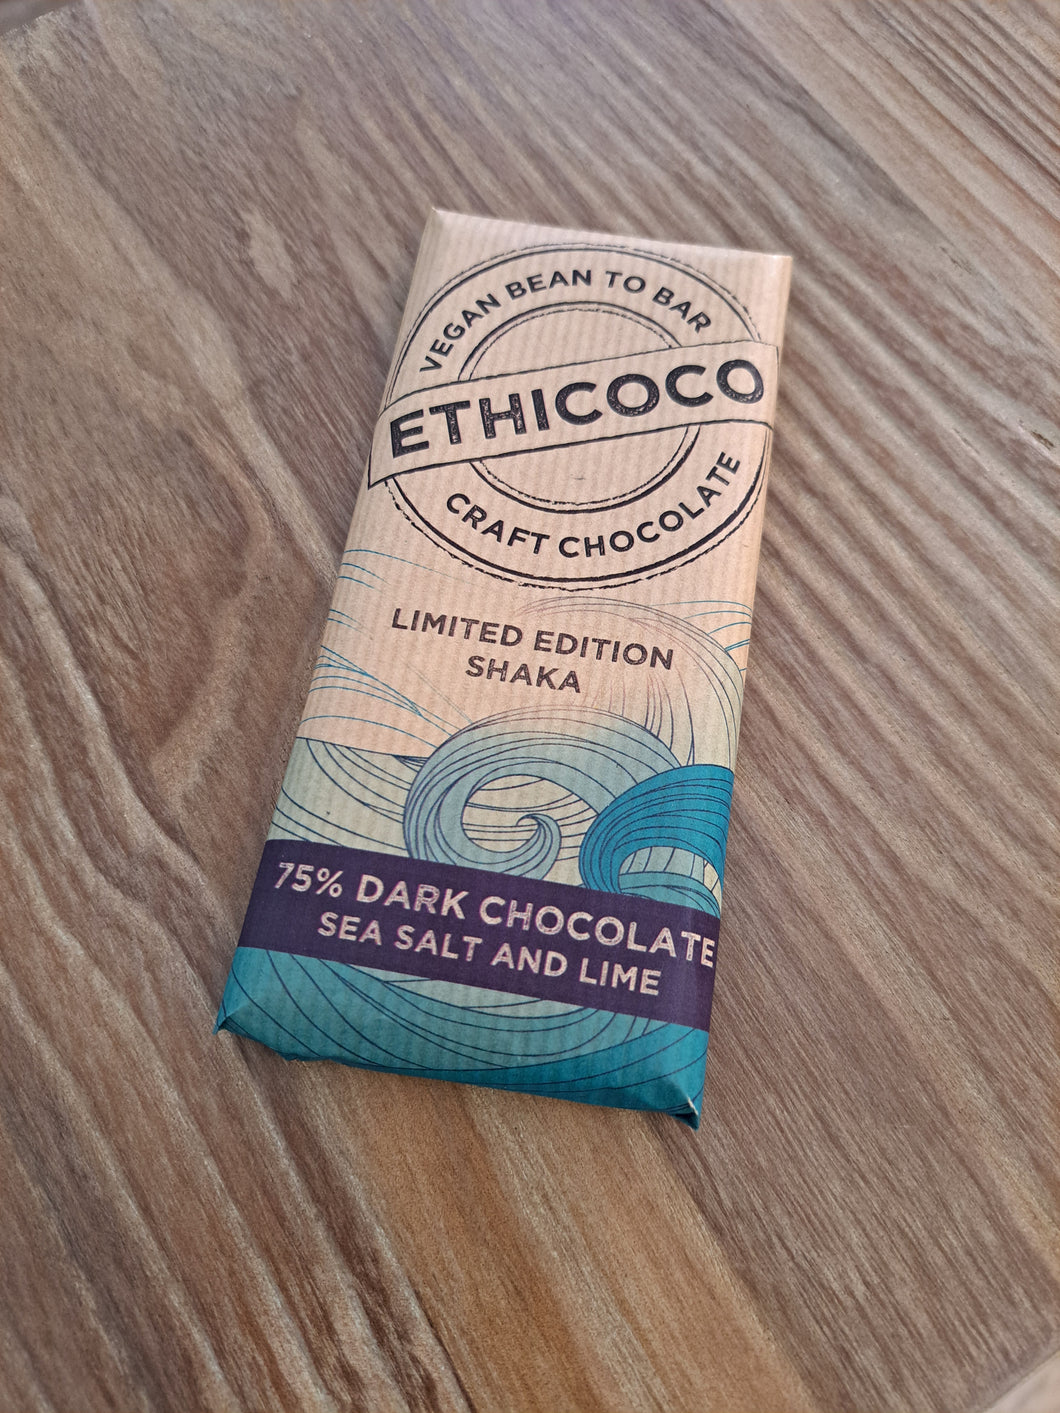 VEGAN BEAN TO BAR
ETHICOCO
CRAFT CHOCOLATE
LIMITED EDITION
SHAKA
75% DARK CHOCOLATE
SEA SALT AND LIME